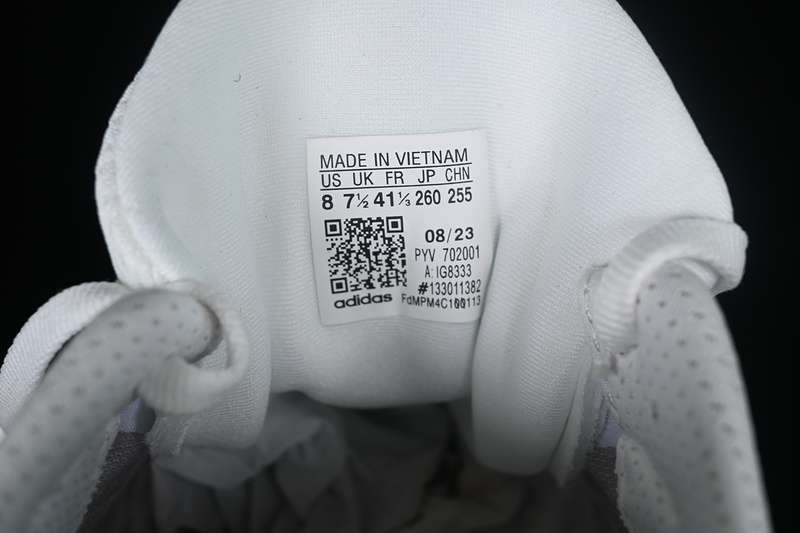 MADE IN VIETNAM
US UK FR JP CHN
8 7½ 41⅓ 260 255
08/23
PYV 702001
A: IG8333
#133011382
adidas FdMPM4C100113